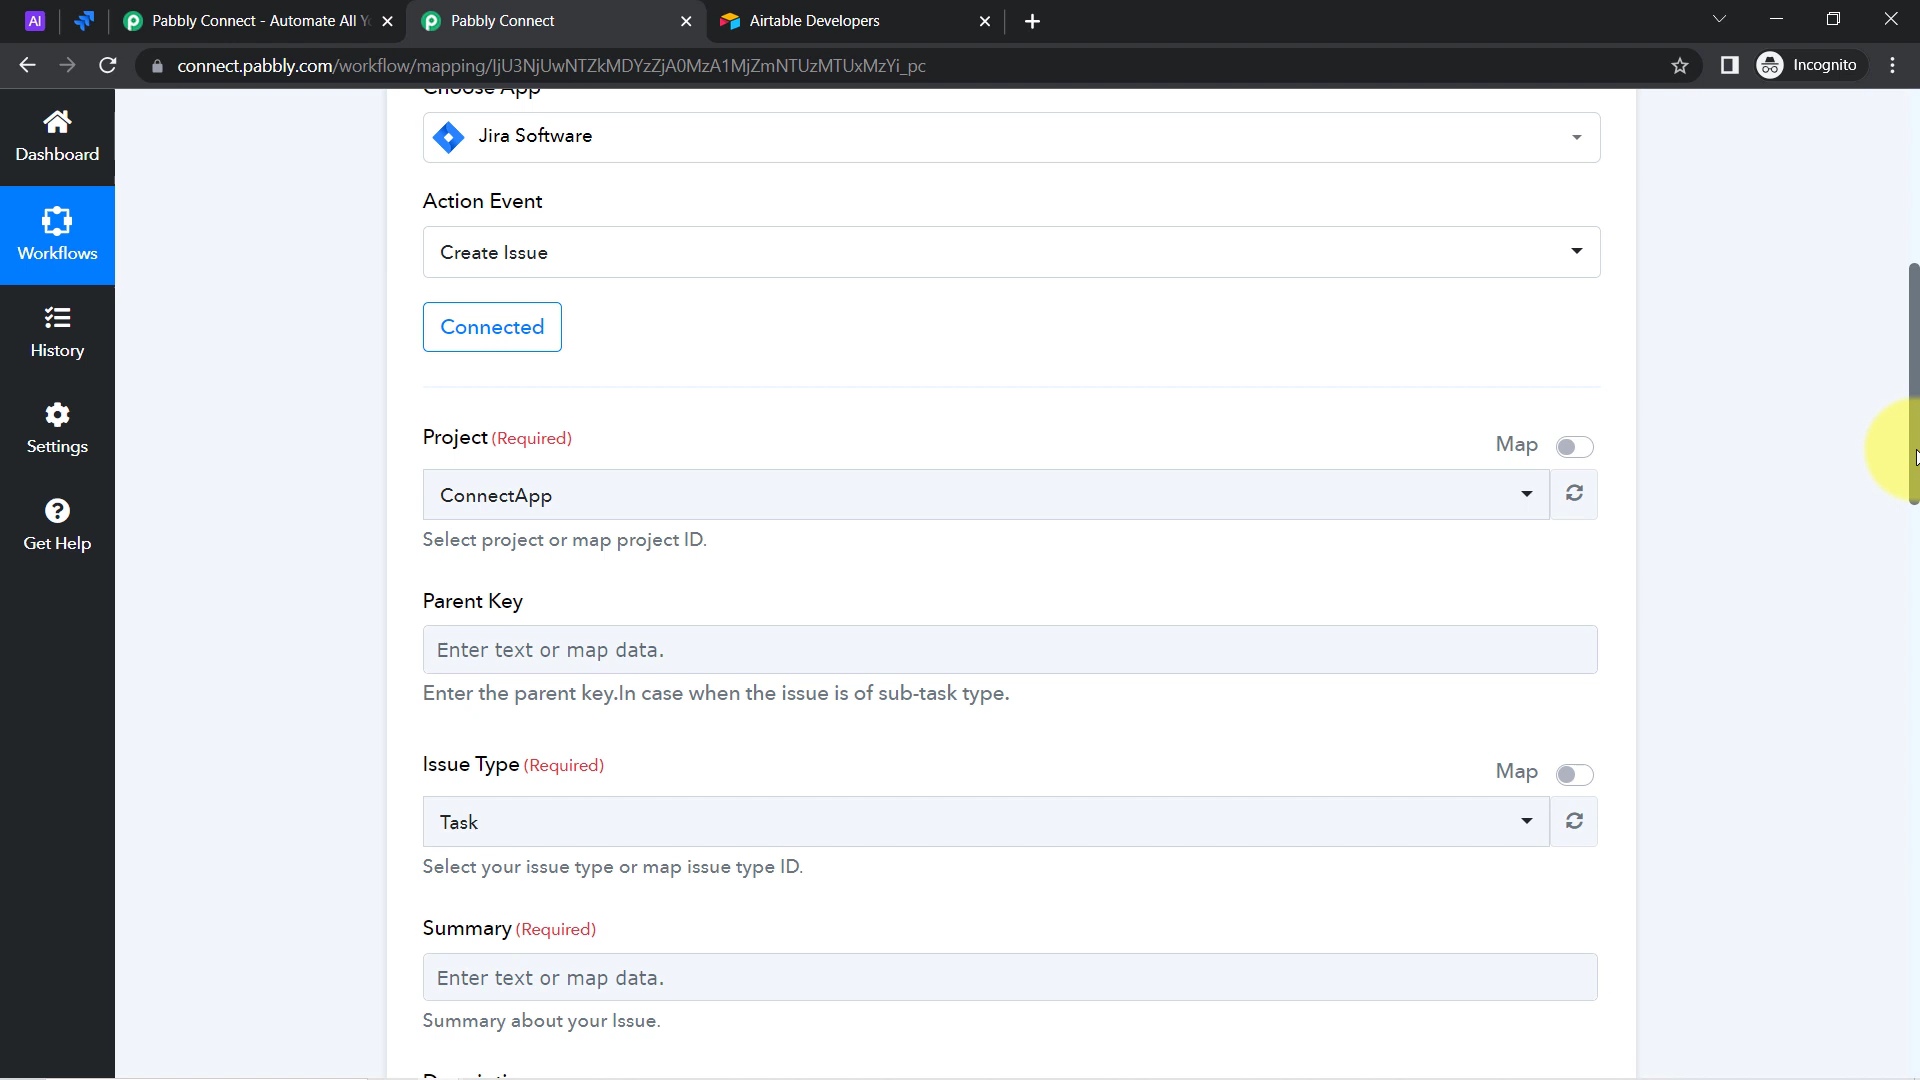 AI
Pabbly Connect - Automate All
Pabbly Connect
Airtable Developers
connect.pabbly.com/workflow/mapping/IjU3NjUwNTZkMDYzZjA0MzA1MjZmNTUzMTUxMzYi_pc
Incognito
Dashboard
Workflows
History
Settings
Get Help
Choose App
Jira Software
Action Event
Create Issue
Connected
Project (Required)
Map
ConnectApp
Select project or map project ID.
Parent Key
Enter text or map data.
Enter the parent key.In case when the issue is of sub-task type.
Issue Type (Required)
Map
Task
Select your issue type or map issue type ID.
Summary (Required)
Enter text or map data.
Summary about your Issue.